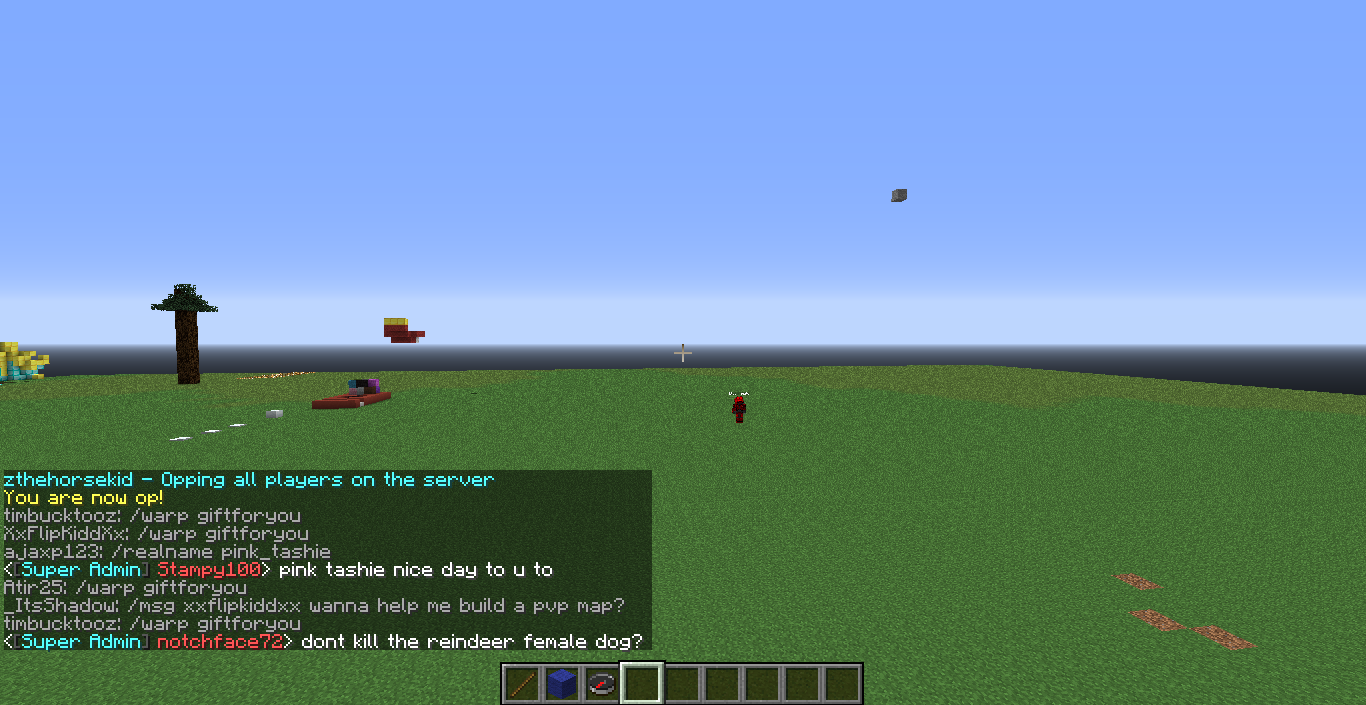 zthehorsekid - Opping all players on the server
You are now op!
timbucktooz: /warp giftforyou
XxFlipKiddXx: /warp giftforyou
ajaxp123: /realname pink_tashie
<[Super Admin] Stampy100> pink tashie nice day to u to
Atir25: /warp giftforyou
_ItsShadow: /msg xxflipkiddxx wanna help me build a pvp map?
timbucktooz: /warp giftforyou
<[Super Admin] notchface72> dont kill the reindeer female dog?